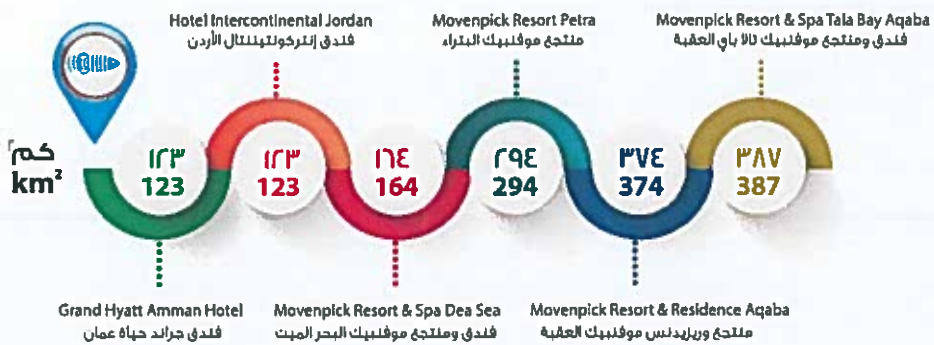 Hotel Intercontinental Jordan
فندق إنتركونتيننتال الأردن
Movenpick Resort Petra
منتجع موفنبيك البتراء
Movenpick Resort & Spa Tala Bay Aqaba
فندق ومنتجع موفنبيك تالا باي العقبة
كم٢
km²
١٢٣
123
١٢٣
123
١٦٤
164
٢٩٤
294
٣٧٤
374
٣٨٧
387
Grand Hyatt Amman Hotel
فندق جراند حياة عمان
Movenpick Resort & Spa Dea Sea
فندق ومنتجع موفنبيك البحر الميت
Movenpick Resort & Residence Aqaba
منتجع وريزيدنس موفنبيك العقبة